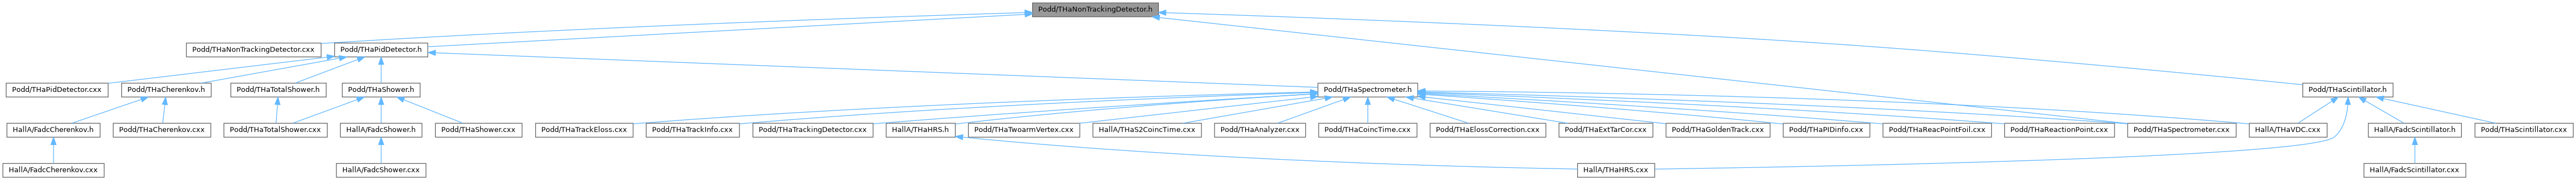 Podd/THaNonTrackingDetector.h
Podd/THaNonTrackingDetector.cxx
Podd/THaPidDetector.h
Podd/THaPidDetector.cxx
Podd/THaCherenkov.h
Podd/THaTotalShower.h
Podd/THaShower.h
Podd/THaSpectrometer.h
Podd/THaScintillator.h
HallA/FadcCherenkov.h
Podd/THaCherenkov.cxx
Podd/THaTotalShower.cxx
HallA/FadcShower.h
Podd/THaShower.cxx
Podd/THaTrackEloss.cxx
Podd/THaTrackInfo.cxx
Podd/THaTrackingDetector.cxx
HallA/THaHRS.h
Podd/THaTwoarmVertex.cxx
HallA/THaS2CoincTime.cxx
Podd/THaAnalyzer.cxx
Podd/THaCoincTime.cxx
Podd/THaElossCorrection.cxx
Podd/THaExtTarCor.cxx
Podd/THaGoldenTrack.cxx
Podd/THaPIDinfo.cxx
Podd/THaReacPointFoil.cxx
Podd/THaReactionPoint.cxx
Podd/THaSpectrometer.cxx
HallA/THaVDC.cxx
HallA/FadcScintillator.h
Podd/THaScintillator.cxx
HallA/FadcCherenkov.cxx
HallA/FadcShower.cxx
HallA/THaHRS.cxx
HallA/FadcScintillator.cxx